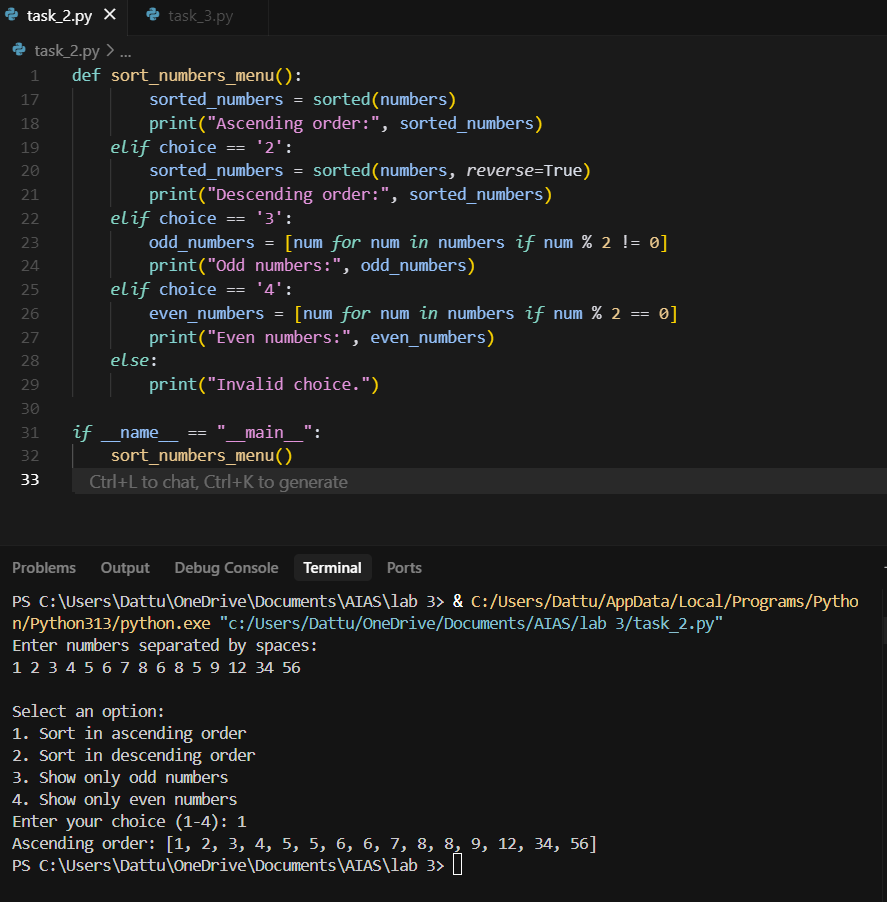 task_2.py × task_3.py
task_2.py > ...
1 def sort_numbers_menu():
17 sorted_numbers = sorted(numbers)
18 print("Ascending order:", sorted_numbers)
19 elif choice == '2':
20 sorted_numbers = sorted(numbers, reverse=True)
21 print("Descending order:", sorted_numbers)
22 elif choice == '3':
23 odd_numbers = [num for num in numbers if num % 2 != 0]
24 print("Odd numbers:", odd_numbers)
25 elif choice == '4':
26 even_numbers = [num for num in numbers if num % 2 == 0]
27 print("Even numbers:", even_numbers)
28 else:
29 print("Invalid choice.")
30
31 if __name__ == "__main__":
32 sort_numbers_menu()
33 Ctrl+L to chat, Ctrl+K to generate
Problems Output Debug Console Terminal Ports
PS C:\Users\Dattu\OneDrive\Documents\AIAS\lab 3> & C:/Users/Dattu/AppData/Local/Programs/Pytho
n/Python313/python.exe "c:/Users/Dattu/OneDrive/Documents/AIAS/lab 3/task_2.py"
Enter numbers separated by spaces:
1 2 3 4 5 6 7 8 6 8 5 9 12 34 56
Select an option:
1. Sort in ascending order
2. Sort in descending order
3. Show only odd numbers
4. Show only even numbers
Enter your choice (1-4): 1
Ascending order: [1, 2, 3, 4, 5, 5, 6, 6, 7, 8, 8, 9, 12, 34, 56]
PS C:\Users\Dattu\OneDrive\Documents\AIAS\lab 3>